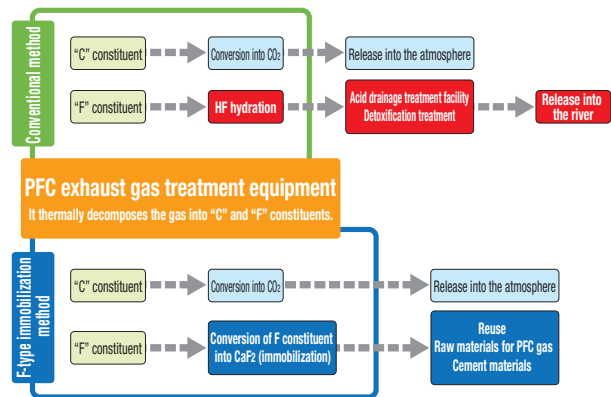 Conventional method
“C” constituent
Conversion into CO₂
Release into the atmosphere
“F” constituent
HF hydration
Acid drainage treatment facility
Detoxification treatment
Release into
the river
PFC exhaust gas treatment equipment
It thermally decomposes the gas into “C” and “F” constituents.
F-type immobilization
method
“C” constituent
Conversion into CO₂
Release into the atmosphere
“F” constituent
Conversion of F constituent
into CaF₂ (immobilization)
Reuse
Raw materials for PFC gas
Cement materials